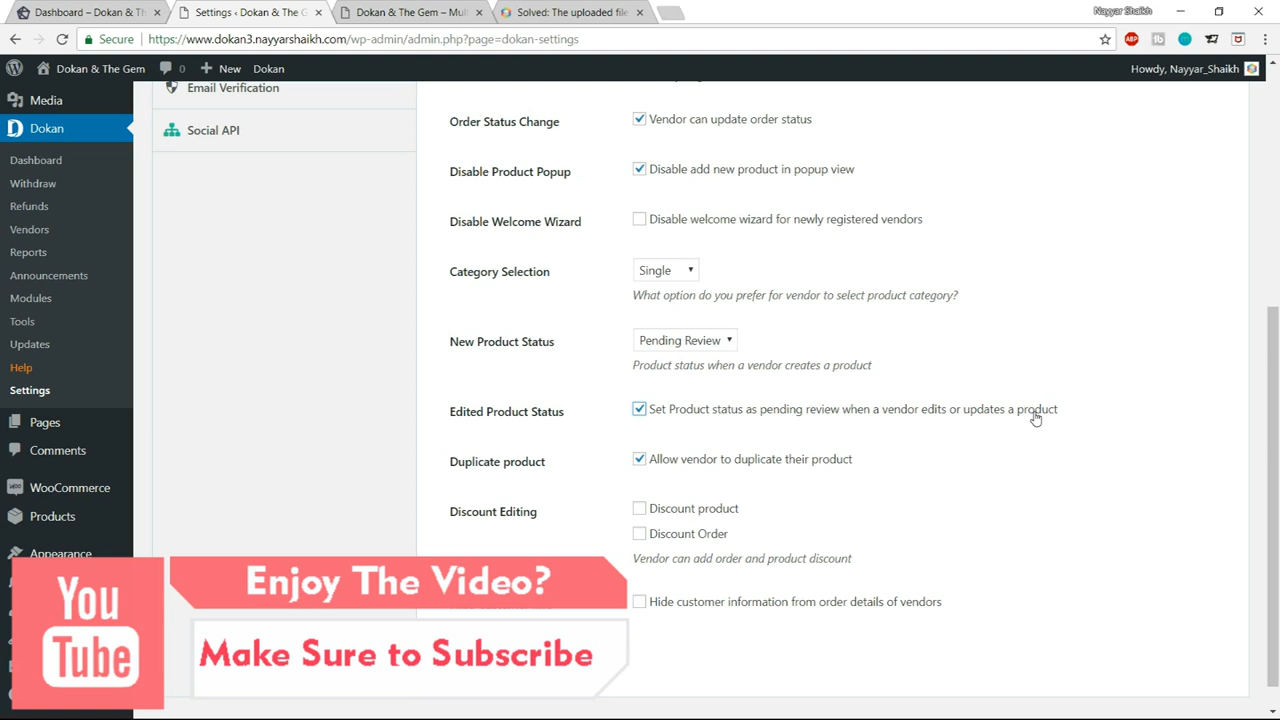 Dashboard – Dokan & Th
Settings ‹ Dokan & The G
Dokan & The Gem – Mul
Solved: The uploaded file
Nayyar Shaikh
Secure
https://www.dokan3.nayyarshaikh.com/wp-admin/admin.php?page=dokan-settings
Dokan & The Gem
0
New
Dokan
Howdy, Nayyar_Shaikh
Media
Dokan
Dashboard
Withdraw
Refunds
Vendors
Reports
Announcements
Modules
Tools
Updates
Help
Settings
Pages
Comments
WooCommerce
Products
Appearance
Email Verification
Social API
Order Status Change
Vendor can update order status
Disable Product Popup
Disable add new product in popup view
Disable Welcome Wizard
Disable welcome wizard for newly registered vendors
Category Selection
Single
What option do you prefer for vendor to select product category?
New Product Status
Pending Review
Product status when a vendor creates a product
Edited Product Status
Set Product status as pending review when a vendor edits or updates a product
Duplicate product
Allow vendor to duplicate their product
Discount Editing
Discount product
Discount Order
Vendor can add order and product discount
Hide customer information from order details of vendors
You
Tube
Enjoy The Video?
Make Sure to Subscribe